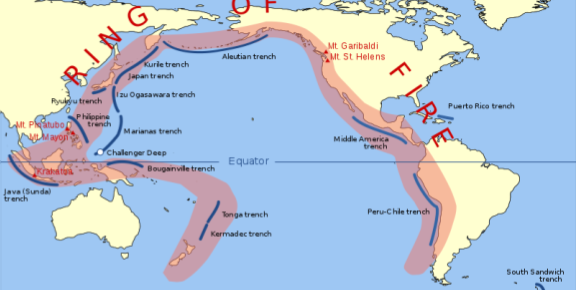 RING OF FIRE
Mt. Garibaldi
Mt. St. Helens
Kurile trench
Aleutian trench
Japan trench
Izu Ogasawara trench
Ryukyu trench
Puerto Rico trench
Philippine
trench
Mt. Pinatubo
Mt. Mayon
Marianas trench
Middle America
trench
Challenger Deep
Equator
Bouganville trench
Krakatoa
Java (Sunda)
trench
Tonga trench
Peru-Chile trench
Kermadec trench
South Sandwich
trench